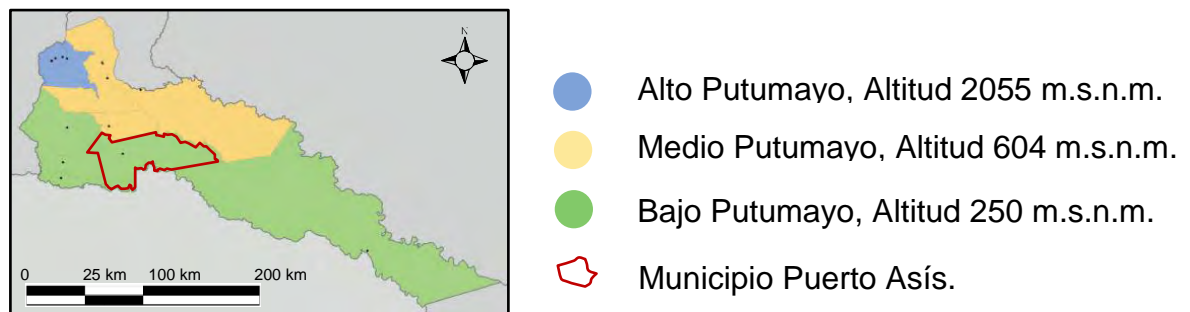 N
0 25 km 100 km 200 km
Alto Putumayo, Altitud 2055 m.s.n.m.
Medio Putumayo, Altitud 604 m.s.n.m.
Bajo Putumayo, Altitud 250 m.s.n.m.
Municipio Puerto Asís.